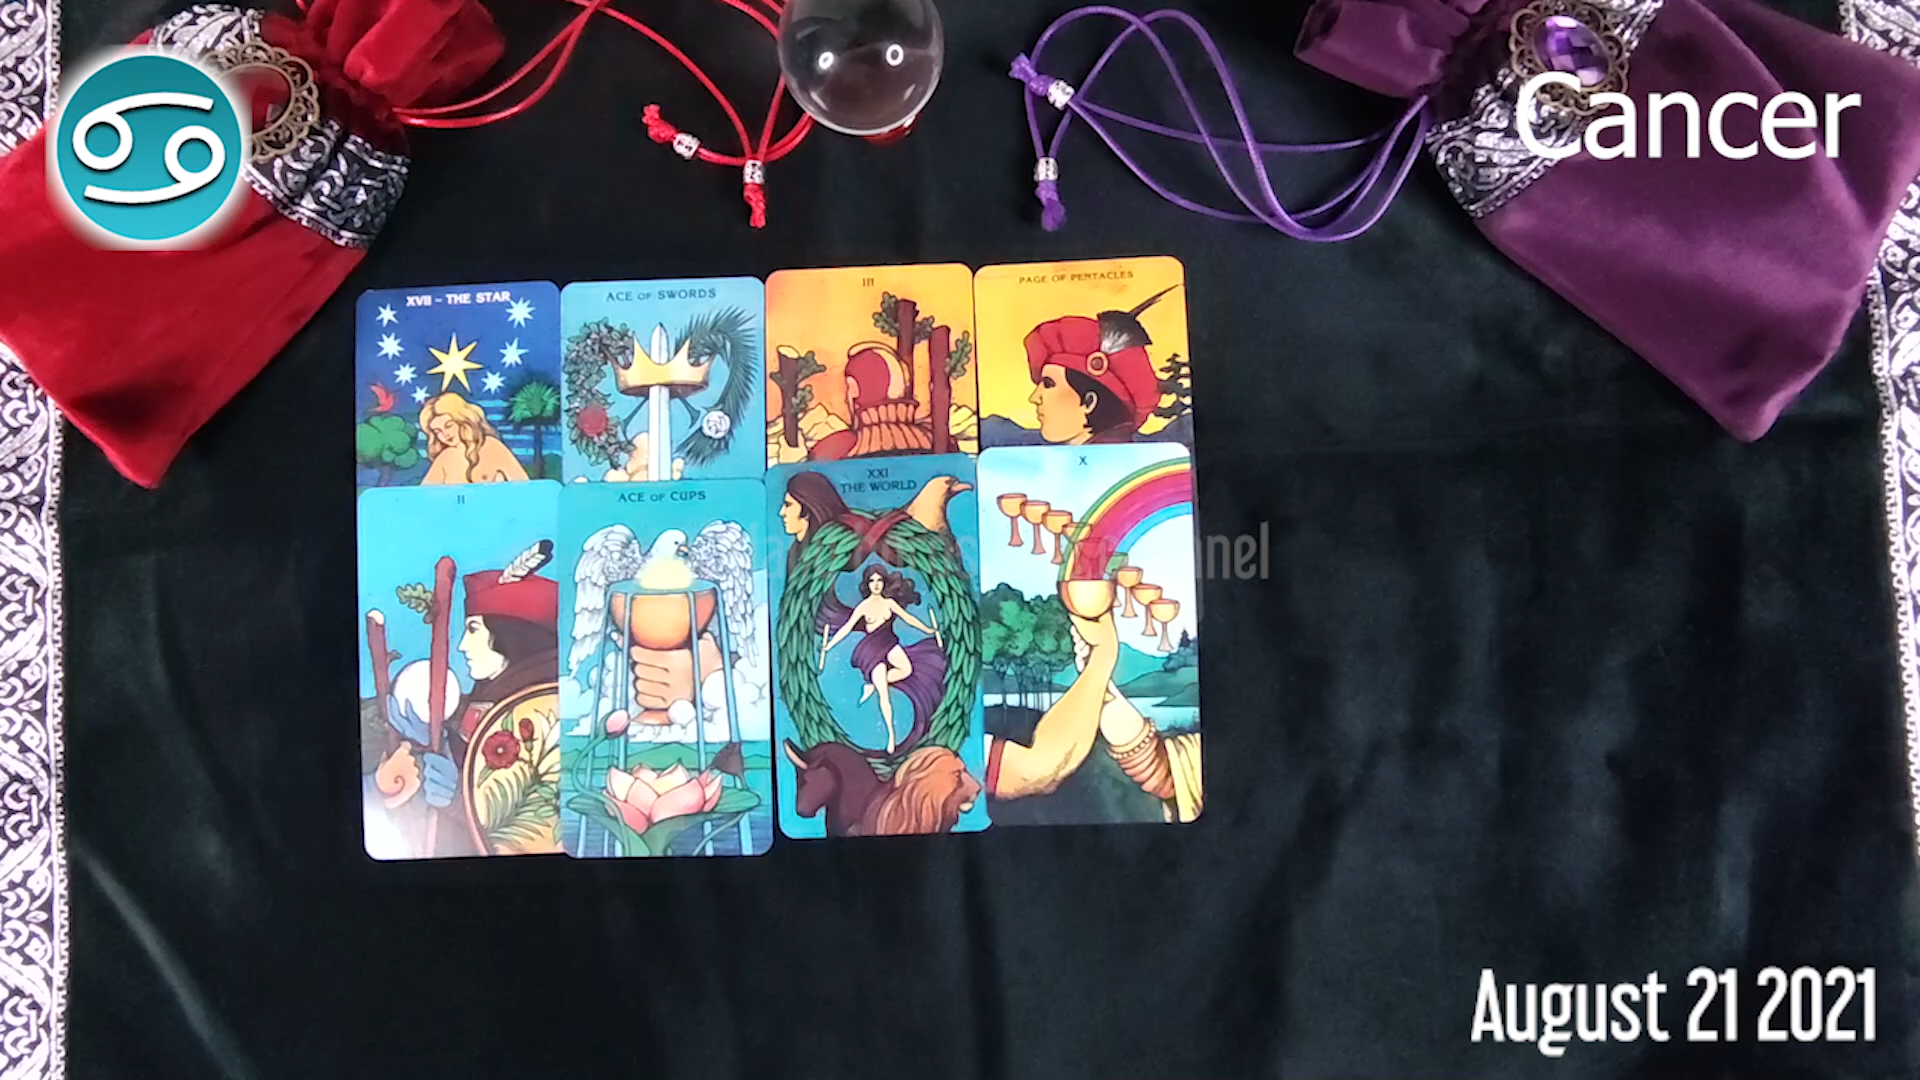 Cancer
XVII - THE STAR
ACE OF SWORDS
III
PAGE OF PENTACLES
II
ACE OF CUPS
XXI
THE WORLD
X
August 21 2021